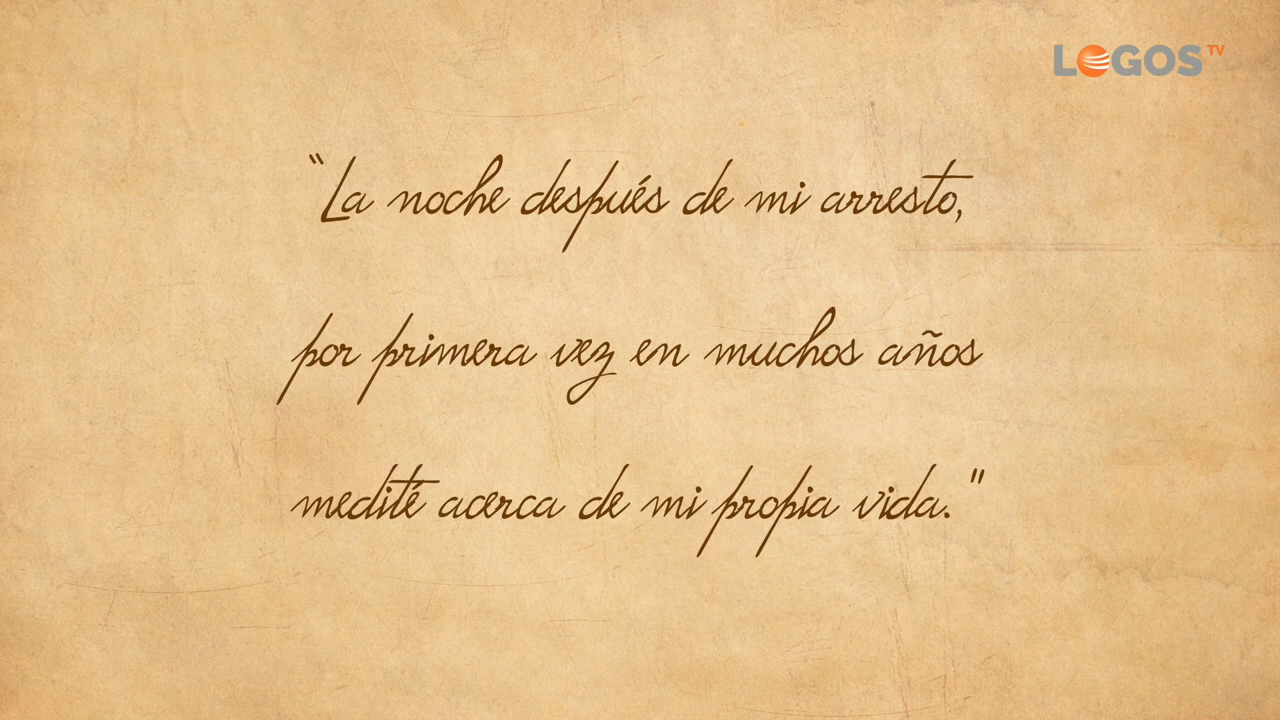 LOGOS TV
"La noche después de mi arresto,
por primera vez en muchos años
medité acerca de mi propia vida."